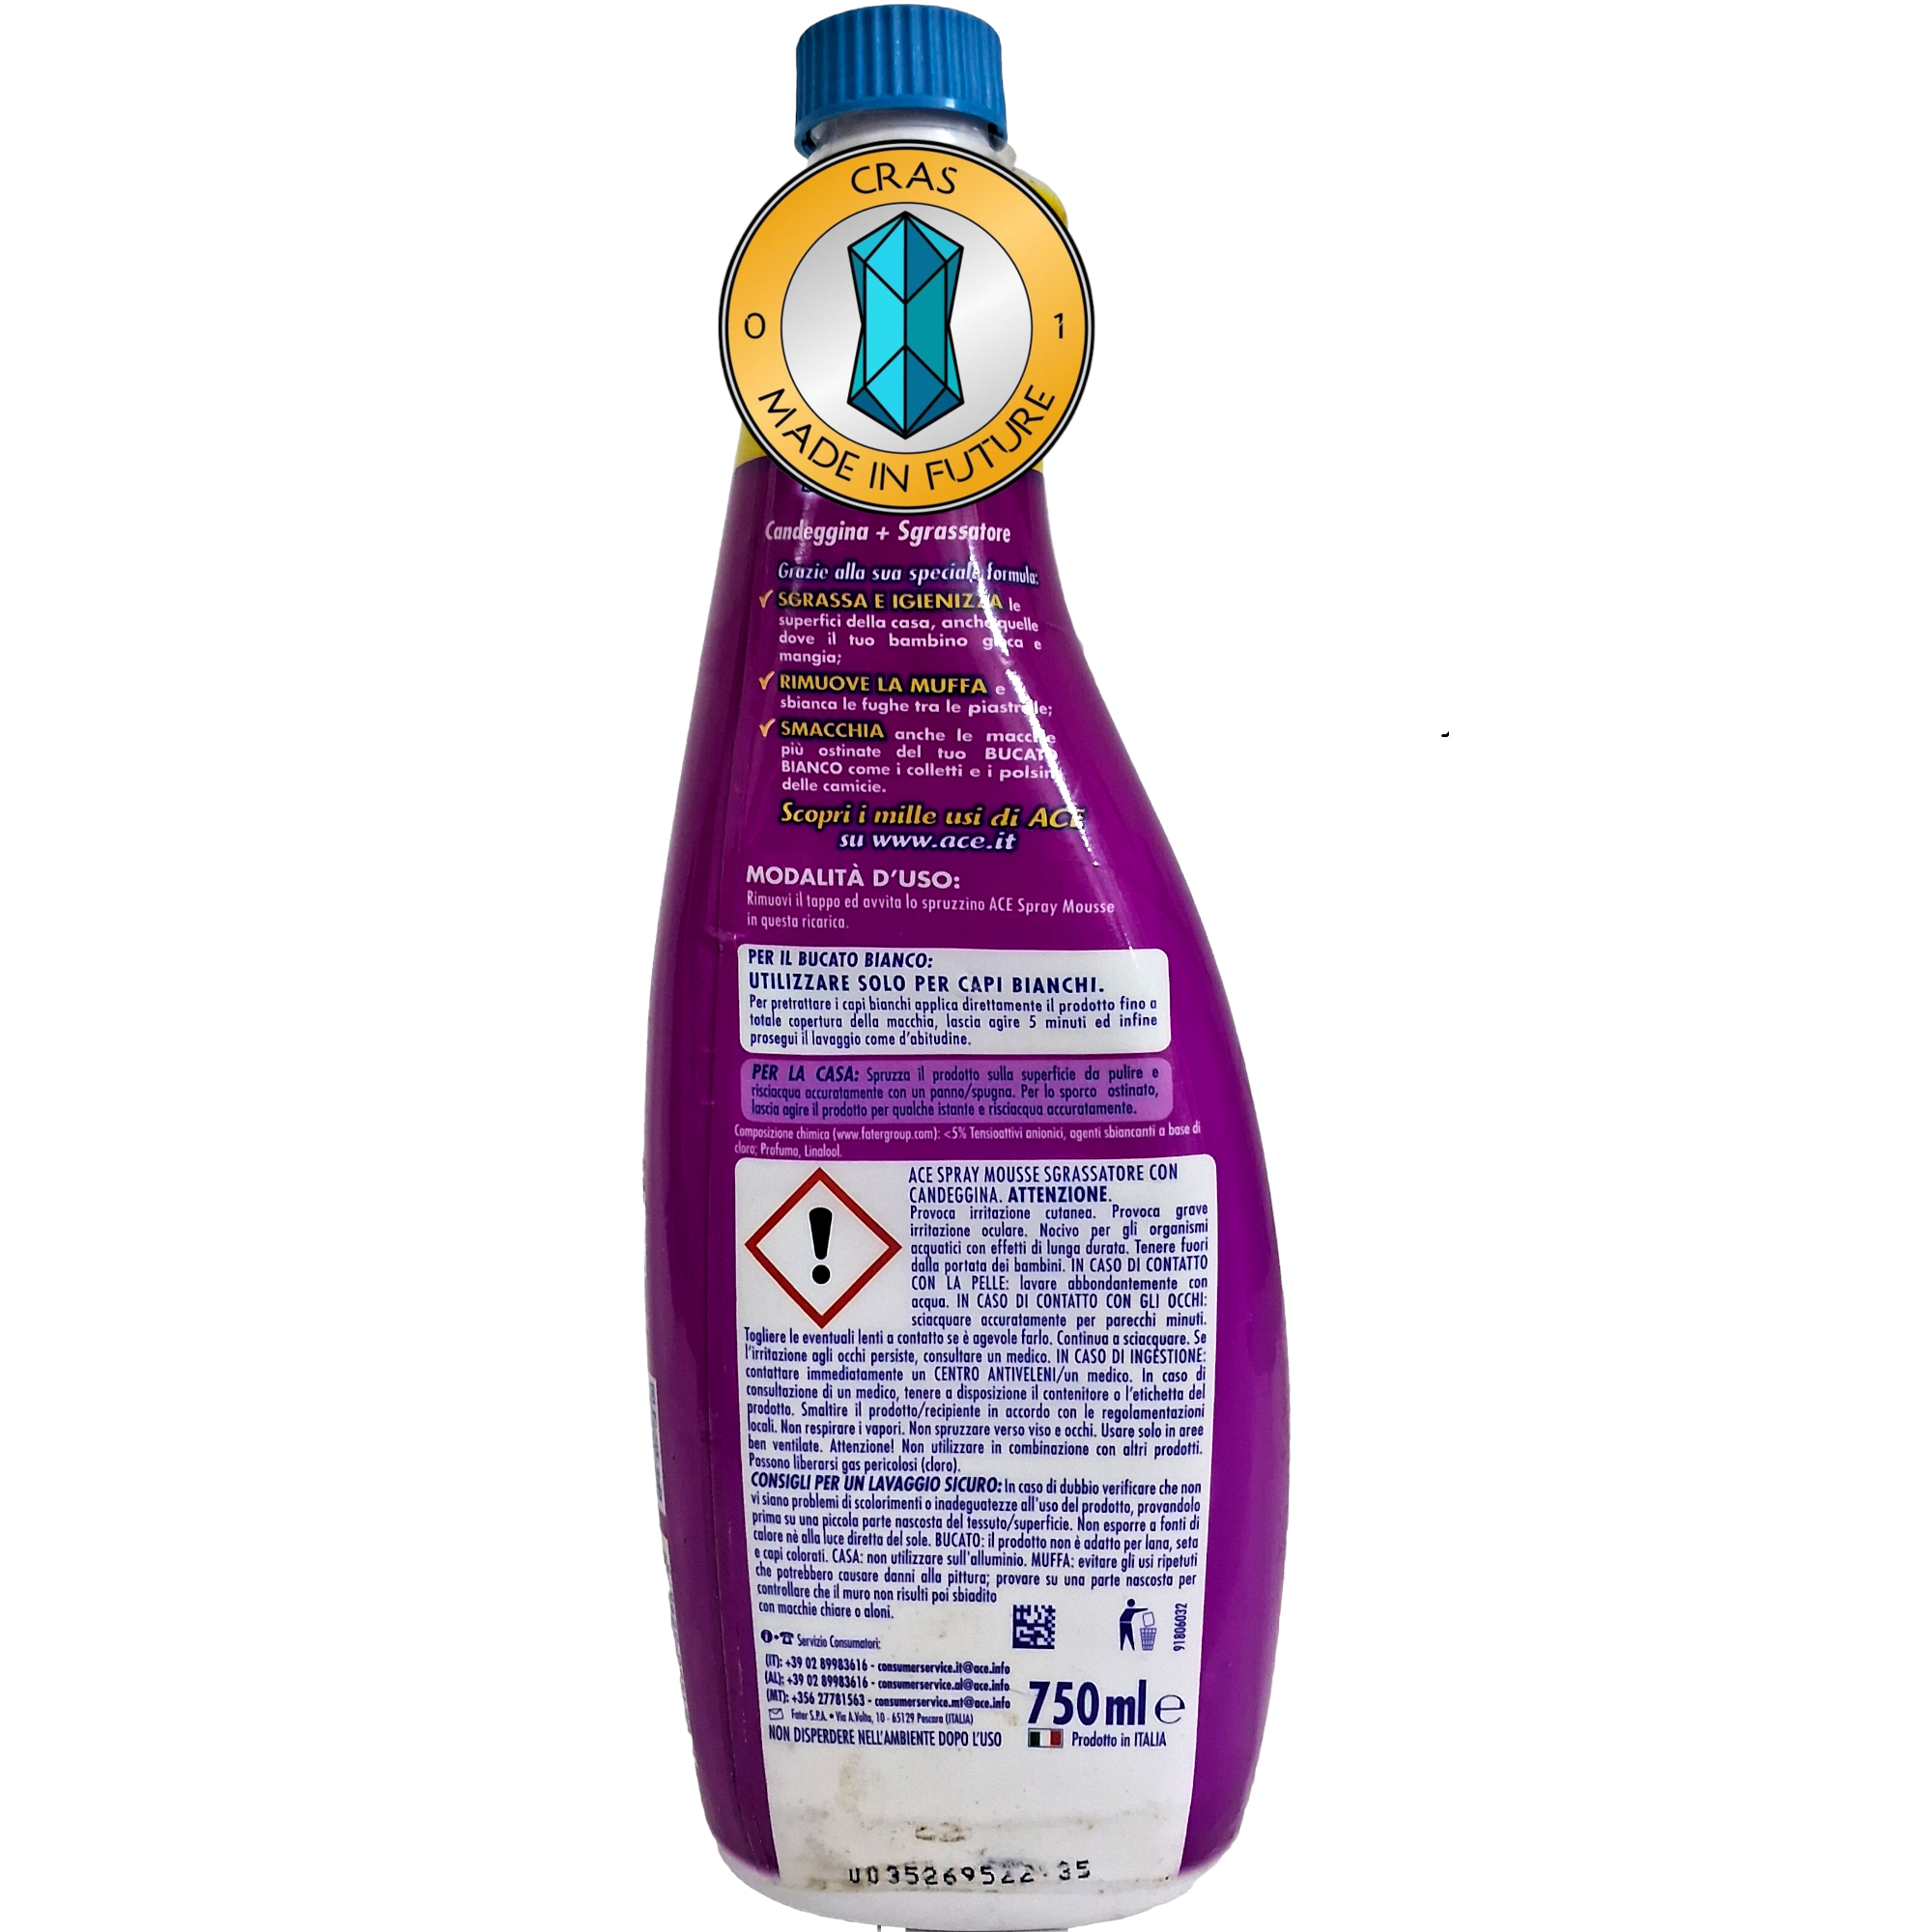 CRAS
0 1
MADE IN FUTURE
Candeggina + Sgrassatore
Grazie alla sua speciale formula:
SGRASSA E IGIENIZZA le
superfici della casa, anche quelle
dove il tuo bambino gioca e
mangia;
RIMUOVE LA MUFFA e
sbianca le fughe tra le piastrelle;
SMACCHIA anche le macchie
più ostinate del tuo BUCATO
BIANCO come i colletti e i polsini
delle camicie.
Scopri i mille usi di ACE
su www.ace.it
MODALITÀ D'USO:
Rimuovi il tappo ed avvita lo spruzzino ACE Spray Mousse
in questa ricarica.
PER IL BUCATO BIANCO:
UTILIZZARE SOLO PER CAPI BIANCHI.
Per pretrattare i capi bianchi applica direttamente il prodotto fino a
totale copertura della macchia, lascia agire 5 minuti ed infine
prosegui il lavaggio come d'abitudine.
PER LA CASA: Spruzza il prodotto sulla superficie da pulire e
risciacqua accuratamente con un panno/spugna. Per lo sporco ostinato,
lascia agire il prodotto per qualche istante e risciacqua accuratamente.
Composizione chimica (www.fatergroup.com): <5% Tensioattivi anionici, agenti sbiancanti a base di
cloro; Profumo, Linalool.
ACE SPRAY MOUSSE SGRASSATORE CON
CANDEGGINA. ATTENZIONE.
Provoca irritazione cutanea. Provoca grave
irritazione oculare. Nocivo per gli organismi
acquatici con effetti di lunga durata. Tenere fuori
dalla portata dei bambini. IN CASO DI CONTATTO
CON LA PELLE: lavare abbondantemente con
acqua. IN CASO DI CONTATTO CON GLI OCCHI:
sciacquare accuratamente per parecchi minuti.
Togliere le eventuali lenti a contatto se è agevole farlo. Continua a sciacquare. Se
l'irritazione agli occhi persiste, consultare un medico. IN CASO DI INGESTIONE:
contattare immediatamente un CENTRO ANTIVELENI/un medico. In caso di
consultazione di un medico, tenere a disposizione il contenitore o l'etichetta del
prodotto. Smaltire il prodotto/recipiente in accordo con le regolamentazioni
locali. Non respirare i vapori. Non spruzzare verso viso e occhi. Usare solo in aree
ben ventilate. Attenzione! Non utilizzare in combinazione con altri prodotti.
Possono liberarsi gas pericolosi (cloro).
CONSIGLI PER UN LAVAGGIO SICURO: In caso di dubbio verificare che non
vi siano problemi di scolorimenti o inadeguatezze all'uso del prodotto, provandolo
prima su una piccola parte nascosta del tessuto/superficie. Non esporre a fonti di
calore nè alla luce diretta del sole. BUCATO: il prodotto non è adatto per lana, seta
e capi colorati. CASA: non utilizzare sull'alluminio. MUFFA: evitare gli usi ripetuti
che potrebbero causare danni alla pittura; provare su una parte nascosta per
controllare che il muro non risulti poi sbiadito
con macchie chiare o aloni.
91806032
Servizio Consumatori:
(IT): +39 02 89983616 - consumerservice.it@ace.info
(AL): +39 02 89983616 - consumerservice.al@ace.info
(MT): +356 27781563 - consumerservice.mt@ace.info
Fater S.P.A. • Via A.Volta, 10 - 65129 Pescara (ITALIA)
NON DISPERDERE NELL'AMBIENTE DOPO L'USO
750 ml e
Prodotto in ITALIA